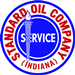 STANDARD OIL COMPANY
SERVICE
(INDIANA)